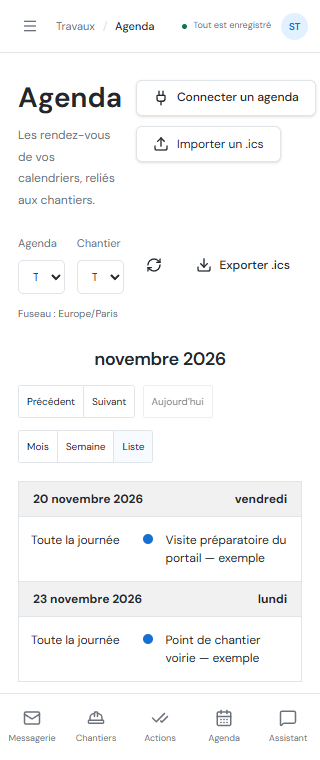 Travaux / Agenda
Tout est enregistré
ST
Agenda
Connecter un agenda
Importer un .ics
Les rendez-vous
de vos
calendriers, reliés
aux chantiers.
Agenda
Chantier
T
T
Exporter .ics
Fuseau : Europe/Paris
novembre 2026
Précédent
Suivant
Aujourd'hui
Mois
Semaine
Liste
20 novembre 2026
vendredi
Toute la journée
Visite préparatoire du
portail — exemple
23 novembre 2026
lundi
Toute la journée
Point de chantier
voirie — exemple
Messagerie
Chantiers
Actions
Agenda
Assistant